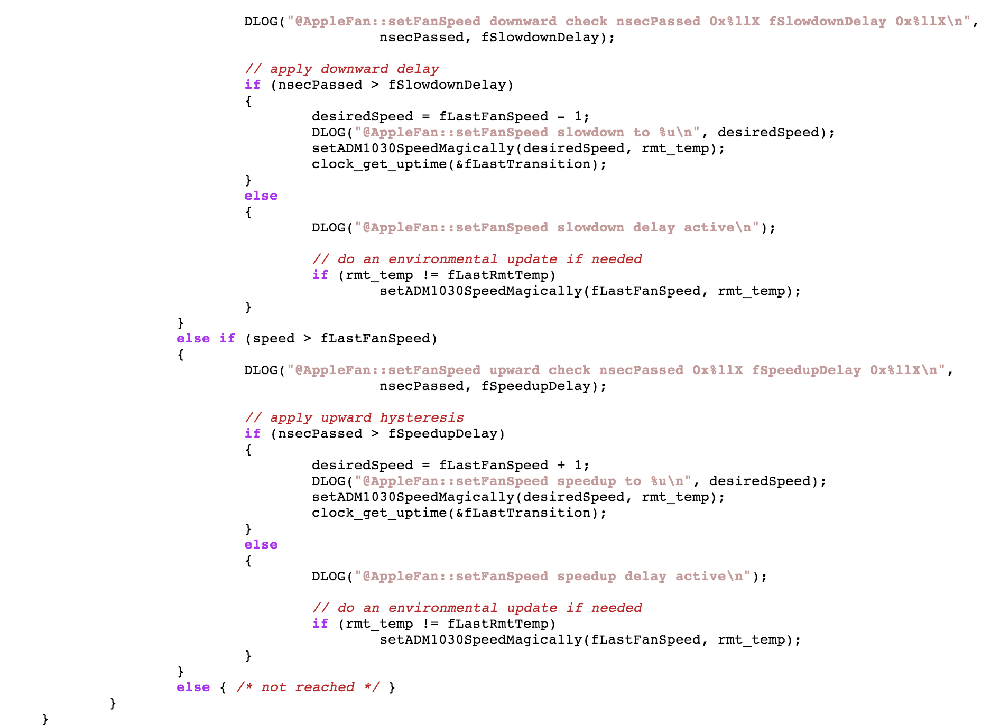 DLOG("@AppleFan::setFanSpeed downward check nsecPassed 0x%llX fSlowdownDelay 0x%llX\n",
nsecPassed, fSlowdownDelay);
// apply downward delay
if (nsecPassed > fSlowdownDelay)
{
desiredSpeed = fLastFanSpeed - 1;
DLOG("@AppleFan::setFanSpeed slowdown to %u\n", desiredSpeed);
setADM1030SpeedMagically(desiredSpeed, rmt_temp);
clock_get_uptime(&fLastTransition);
}
else
{
DLOG("@AppleFan::setFanSpeed slowdown delay active\n");
// do an environmental update if needed
if (rmt_temp != fLastRmtTemp)
setADM1030SpeedMagically(fLastFanSpeed, rmt_temp);
}
}
else if (speed > fLastFanSpeed)
{
DLOG("@AppleFan::setFanSpeed upward check nsecPassed 0x%llX fSpeedupDelay 0x%llX\n",
nsecPassed, fSpeedupDelay);
// apply upward hysteresis
if (nsecPassed > fSpeedupDelay)
{
desiredSpeed = fLastFanSpeed + 1;
DLOG("@AppleFan::setFanSpeed speedup to %u\n", desiredSpeed);
setADM1030SpeedMagically(desiredSpeed, rmt_temp);
clock_get_uptime(&fLastTransition);
}
else
{
DLOG("@AppleFan::setFanSpeed speedup delay active\n");
// do an environmental update if needed
if (rmt_temp != fLastRmtTemp)
setADM1030SpeedMagically(fLastFanSpeed, rmt_temp);
}
}
else { /* not reached */ }
}
}